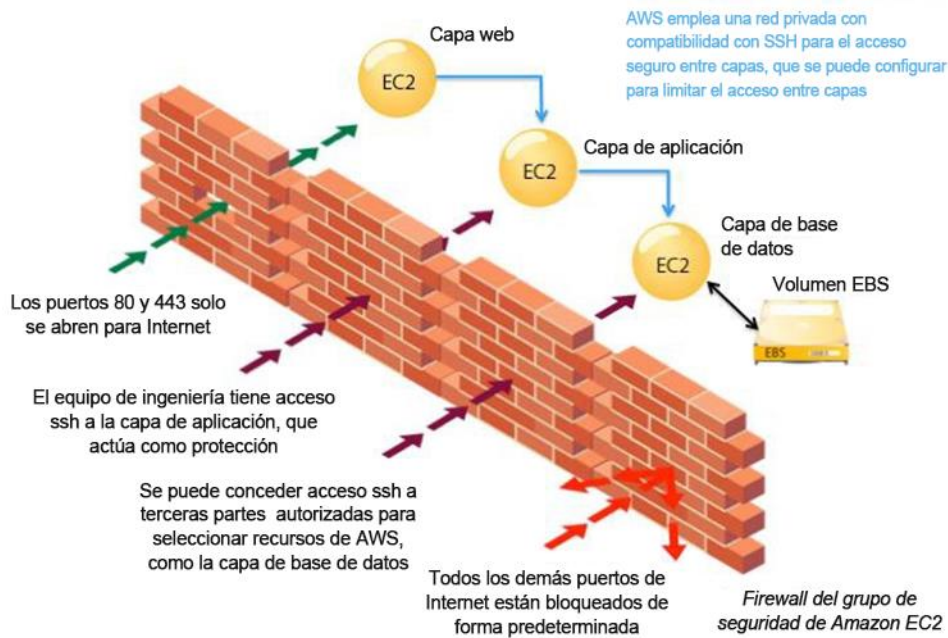 AWS emplea una red privada con
compatibilidad con SSH para el acceso
seguro entre capas, que se puede configurar
para limitar el acceso entre capas
Capa web
EC2
Capa de aplicación
EC2
Capa de base
de datos
EC2
Volumen EBS
EBS
Los puertos 80 y 443 solo
se abren para Internet
El equipo de ingeniería tiene acceso
ssh a la capa de aplicación, que
actúa como protección
Se puede conceder acceso ssh a
terceras partes autorizadas para
seleccionar recursos de AWS,
como la capa de base de datos
Todos los demás puertos de
Internet están bloqueados de
forma predeterminada
Firewall del grupo de
seguridad de Amazon EC2